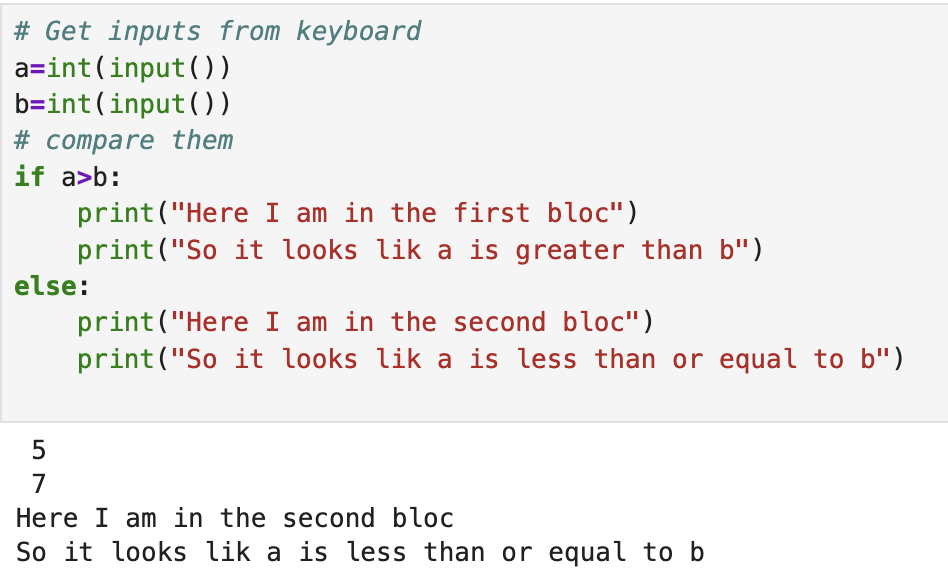 # Get inputs from keyboard
a=int(input())
b=int(input())
# compare them
if a>b:
    print("Here I am in the first bloc")
    print("So it looks lik a is greater than b")
else:
    print("Here I am in the second bloc")
    print("So it looks lik a is less than or equal to b")
5
7
Here I am in the second bloc
So it looks lik a is less than or equal to b